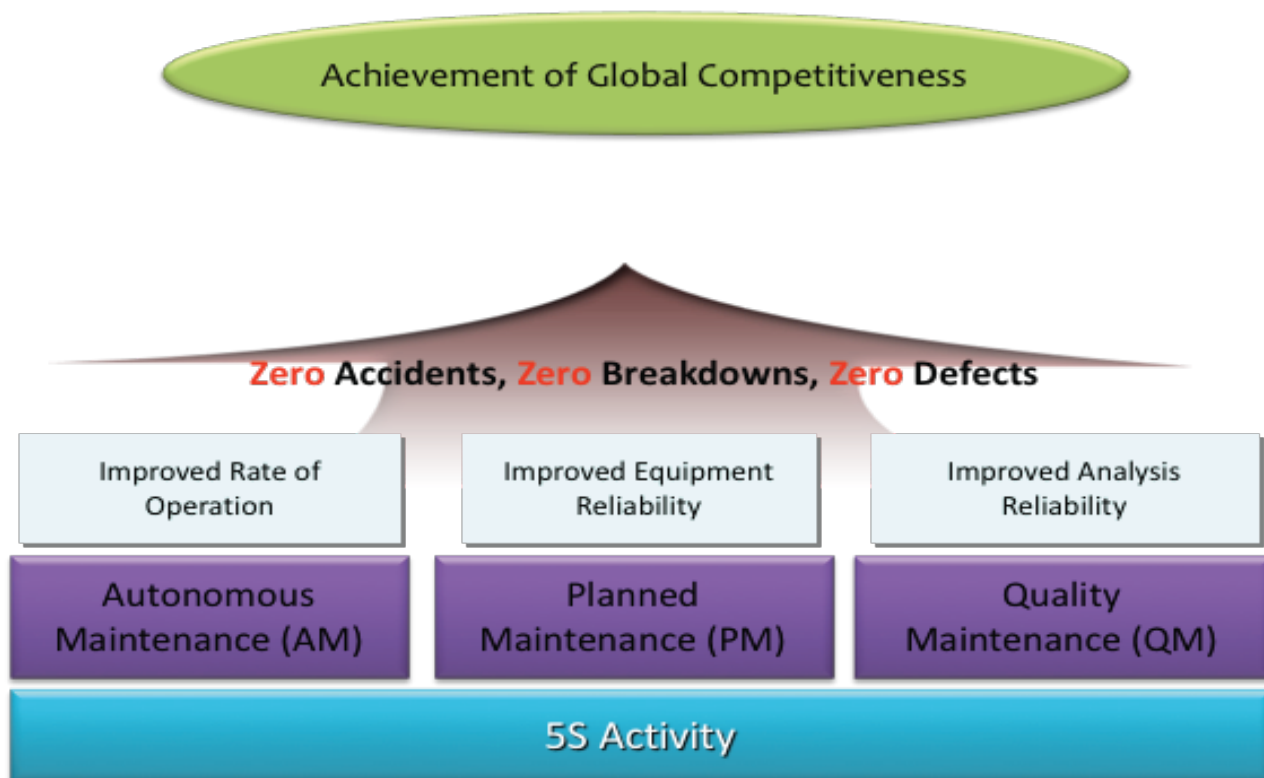 Achievement of Global Competitiveness
Zero Accidents, Zero Breakdowns, Zero Defects
Improved Rate of
Operation
Improved Equipment
Reliability
Improved Analysis
Reliability
Autonomous
Maintenance (AM)
Planned
Maintenance (PM)
Quality
Maintenance (QM)
5S Activity